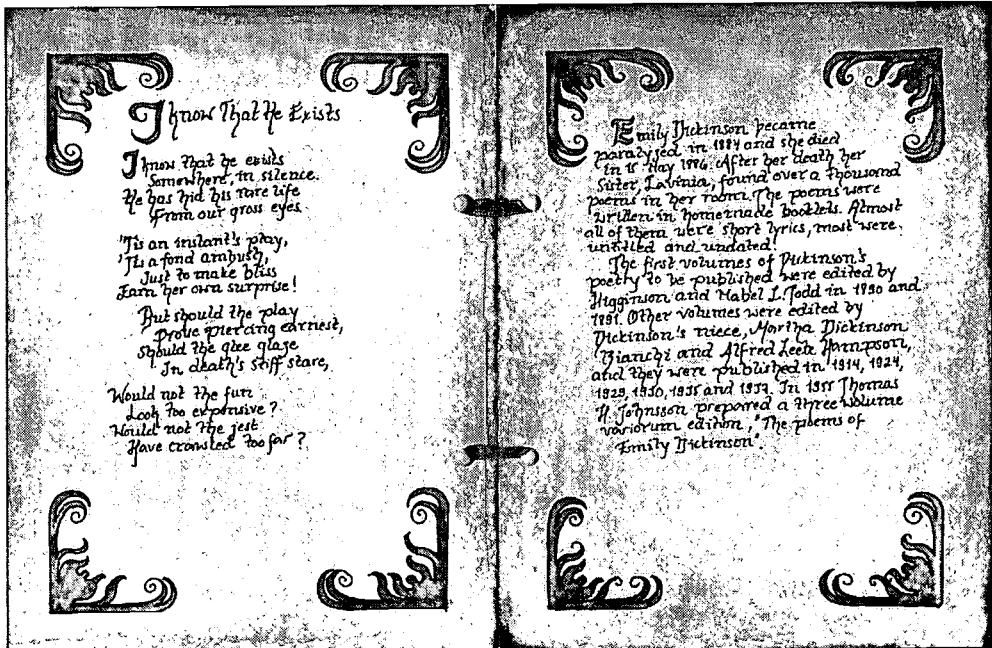 I know That He Exists
I know that he exists
Somewhere, in silence.
He has hid his rare life
From our gross eyes
'Tis an instant's play,
'Tis a fond ambush,
Just to make bliss
Earn her own surprise!
But should the play
Prove piercing earnest,
Should the glee glaze
In death's stiff stare,
Would not the fun
Look too expensive?
Would not the jest
Have crawled too far?
Emily Dickinson became
paralysed in 1884 and she died
in 15 May 1886. After her death her
sister, Lavinia, found over a thousand
poems in her room. The poems were
written in homemade booklets. Almost
all of them were short lyrics, most were
untitled and undated!
The first volumes of Dickinson's
poetry to be published were edited by
Higginson and Mabel L. Todd in 1890 and
1891. Other volumes were edited by
Dickinson's niece, Martha Dickinson
Bianchi and Alfred Leete Hampson,
and they were published in 1914, 1924,
1929, 1930, 1935 and 1937. In 1955 Thomas
H. Johnson prepared a three volume
variorum edition, "The poems of
Emily Dickinson".